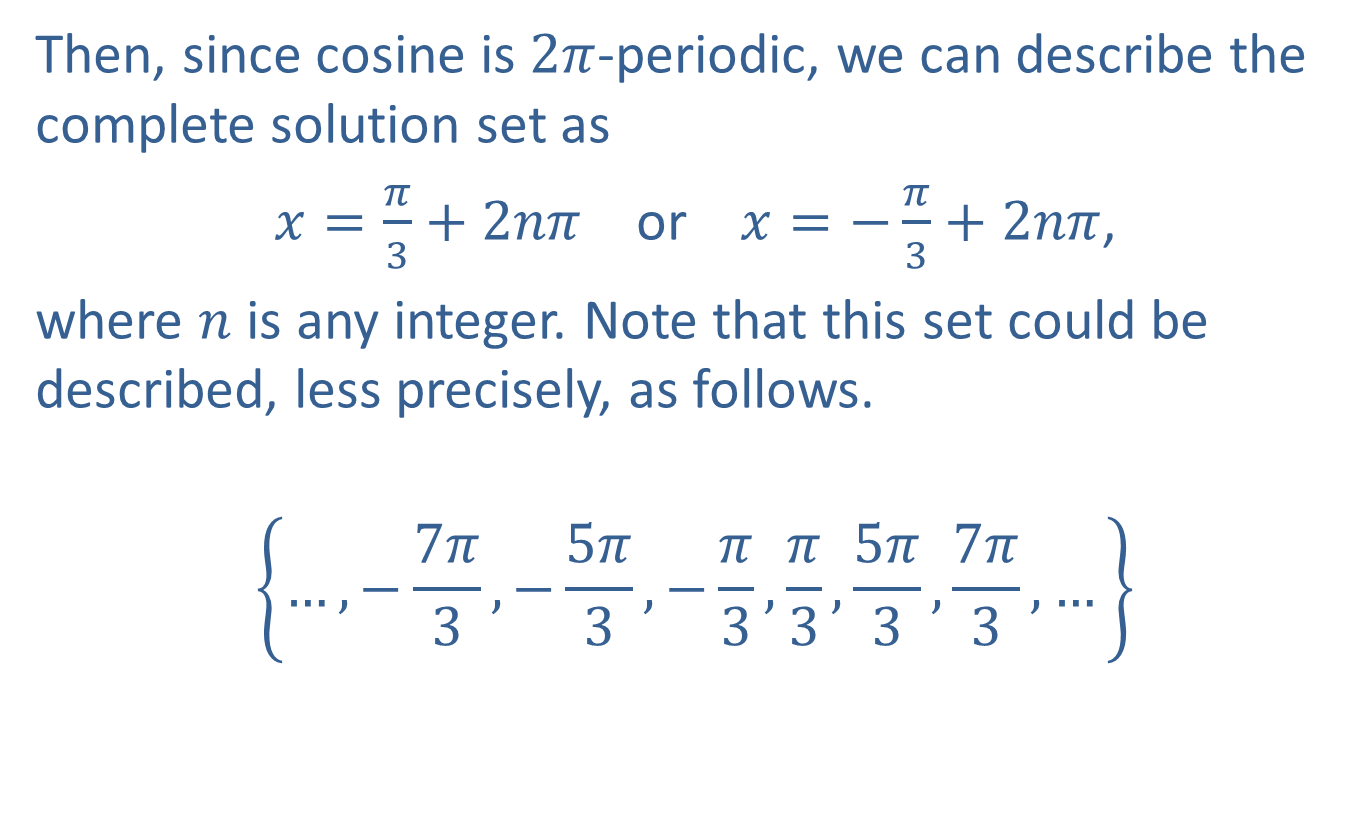 Then, since cosine is 2π-periodic, we can describe the
complete solution set as
x = π/3 + 2nπ or x = −π/3 + 2nπ,
where n is any integer. Note that this set could be
described, less precisely, as follows.
{… , −7π/3, −5π/3, −π/3, π/3, 5π/3, 7π/3, …}